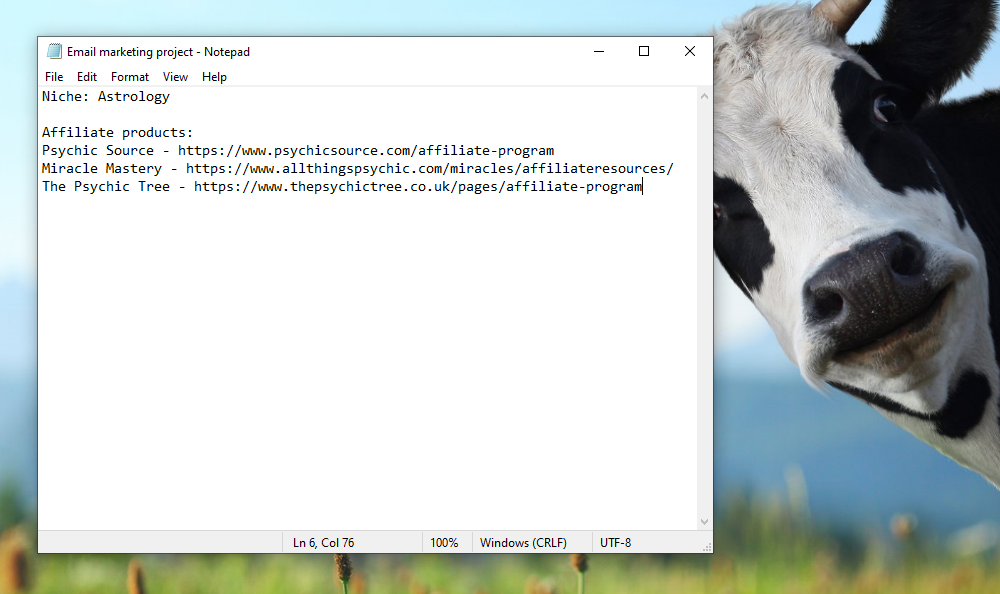 Email marketing project - Notepad
File Edit Format View Help
Niche: Astrology
Affiliate products:
Psychic Source - https://www.psychicsource.com/affiliate-program
Miracle Mastery - https://www.allthingspsychic.com/miracles/affiliateresources/
The Psychic Tree - https://www.thepsychictree.co.uk/pages/affiliate-program
Ln 6, Col 76 100% Windows (CRLF) UTF-8